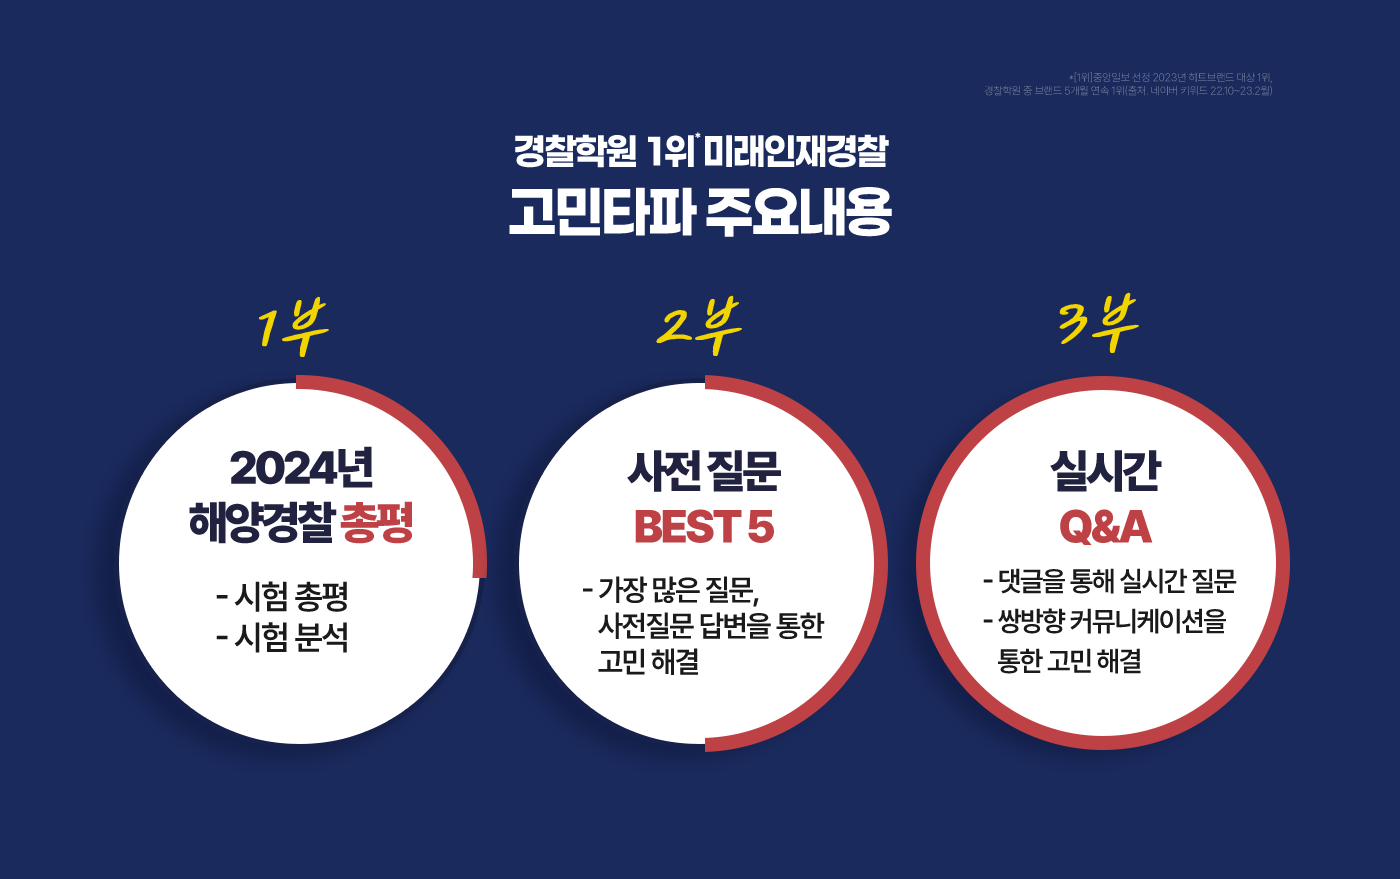 *[1위]중앙일보 선정 2023년 히트브랜드 대상 1위,
경찰학원 중 브랜드 5개월 연속 1위(출처. 네이버 키워드 22.10~23.2월)
경찰학원 1위* 미래인재경찰
고민타파 주요내용
1부
2024년
해양경찰 총평
- 시험 총평
- 시험 분석
2부
사전 질문
BEST 5
- 가장 많은 질문,
사전질문 답변을 통한
고민 해결
3부
실시간
Q&A
- 댓글을 통해 실시간 질문
- 쌍방향 커뮤니케이션을
통한 고민 해결